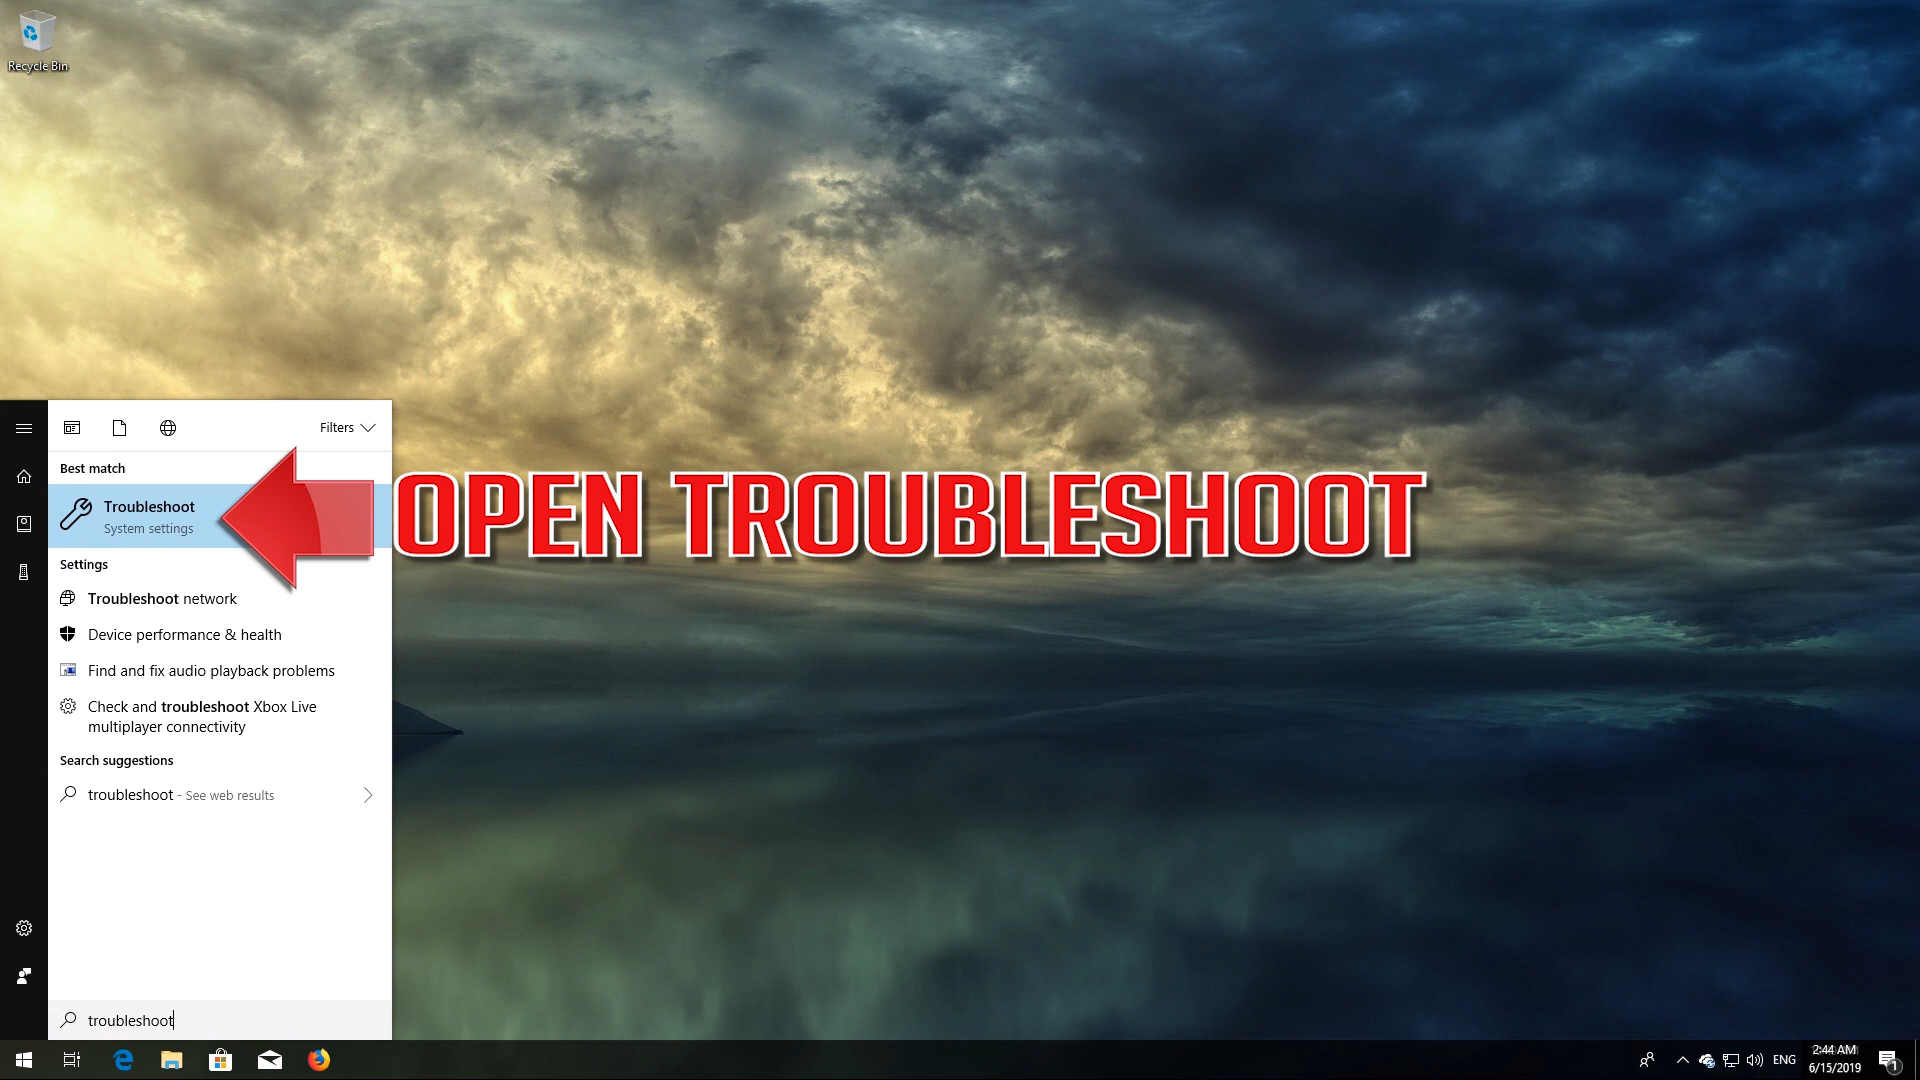 Recycle Bin
Filters
Best match
Troubleshoot
System settings
OPEN TROUBLESHOOT
Settings
Troubleshoot network
Device performance & health
Find and fix audio playback problems
Check and troubleshoot Xbox Live
multiplayer connectivity
Search suggestions
troubleshoot - See web results
troubleshoot
ENG
2:44 AM
6/15/2019
1